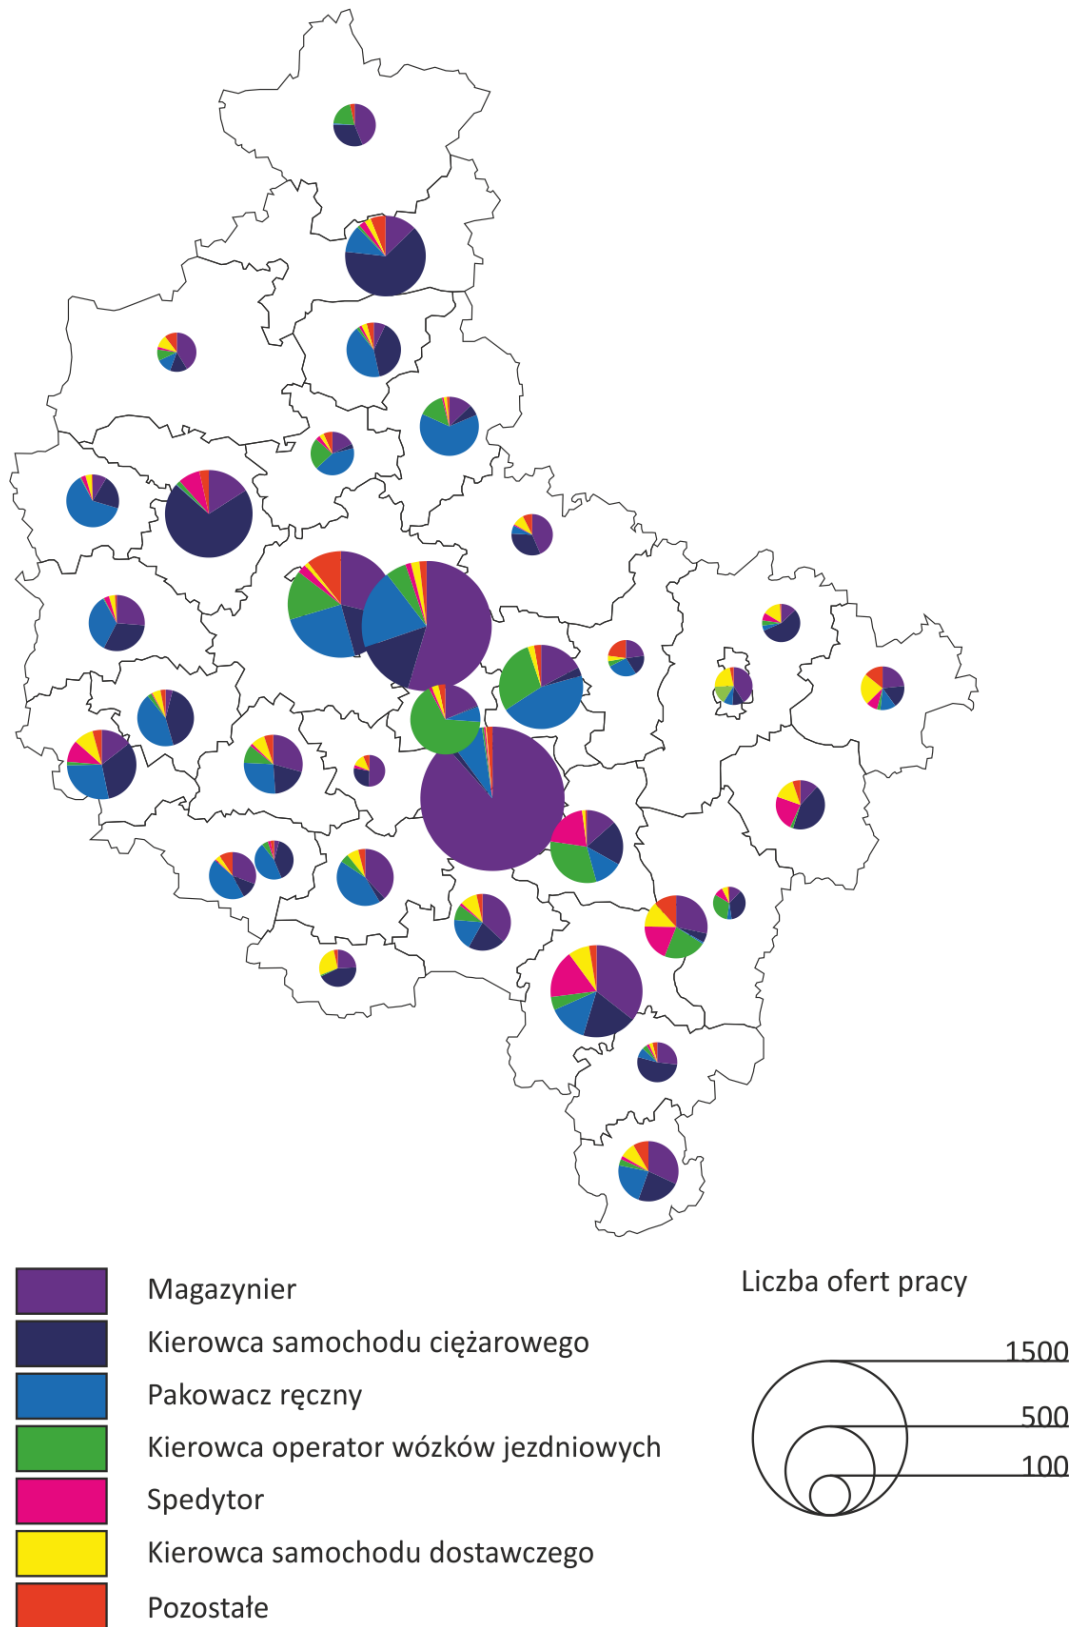 Magazynier
Kierowca samochodu ciężarowego
Pakowacz ręczny
Kierowca operator wózków jezdniowych
Spedytor
Kierowca samochodu dostawczego
Pozostałe
Liczba ofert pracy
1500
500
100